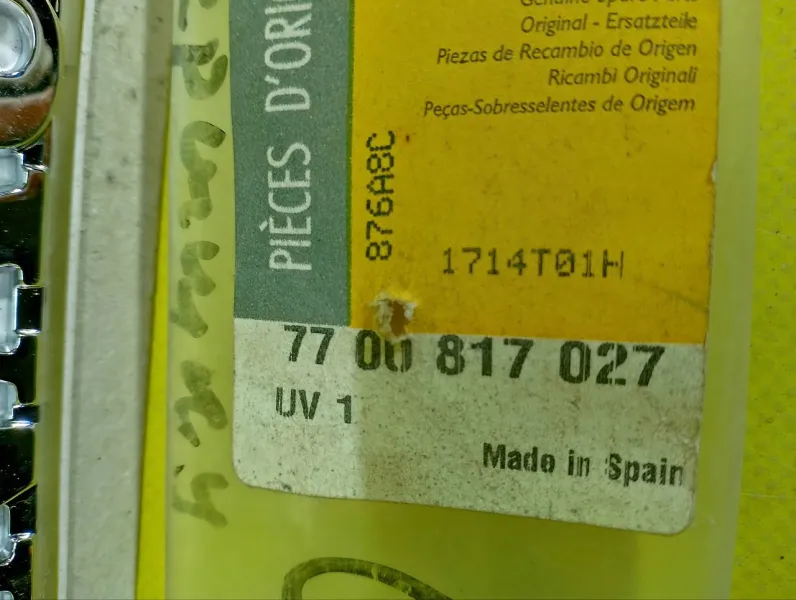 Original - Ersatzteile
Piezas de Recambio de Origen
Ricambi Originali
Peças-Sobresselentes de Origem
PIÈCES D'ORI
876A8C
1714T01H
77 00 817 027
UV 1
Made in Spain